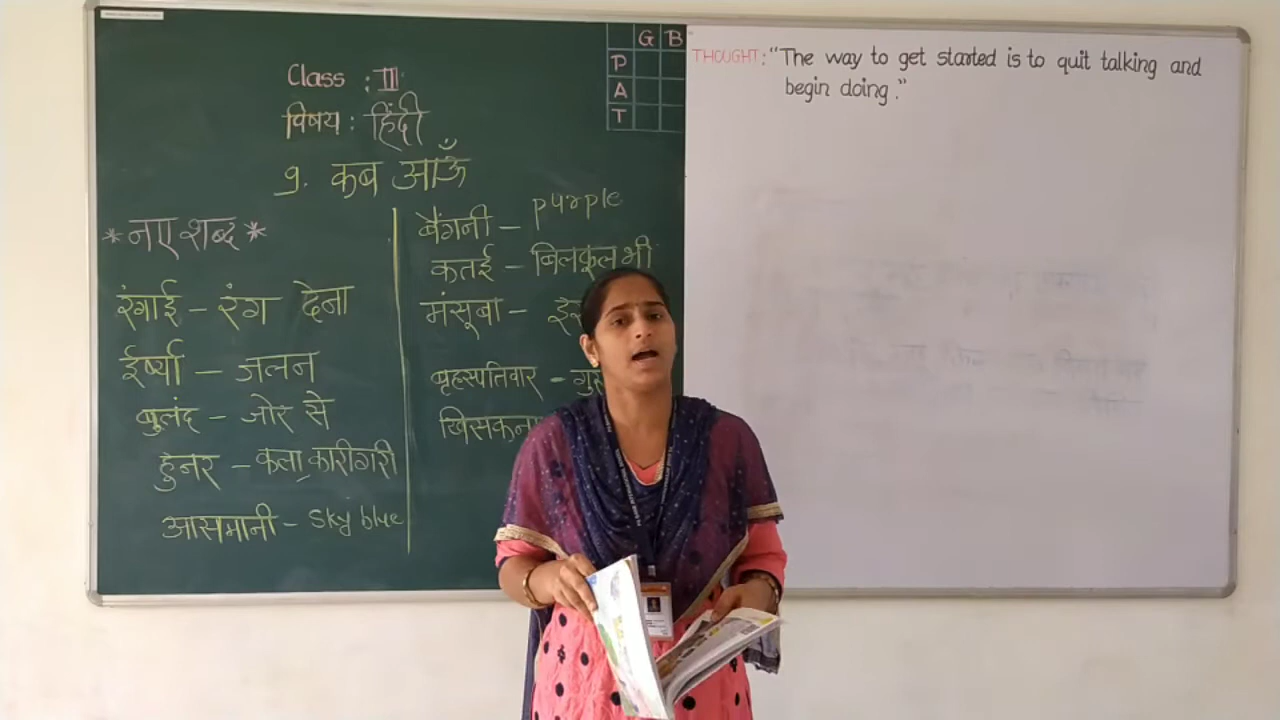 Class : III
विषय : हिंदी
9. कब आऊँ
G B
P
A
T
* नए शब्द *
रंगाई - रंग देना
ईर्ष्या - जलन
बुलंद - जोर से
हुनर - कला, कारीगरी
आसमानी - Sky blue
बैंगनी - purple
कतई - बिलकूल भी
मंसूबा -
बृहस्पतिवार -
खिसकना
THOUGHT : "The way to get started is to quit talking and
begin doing."